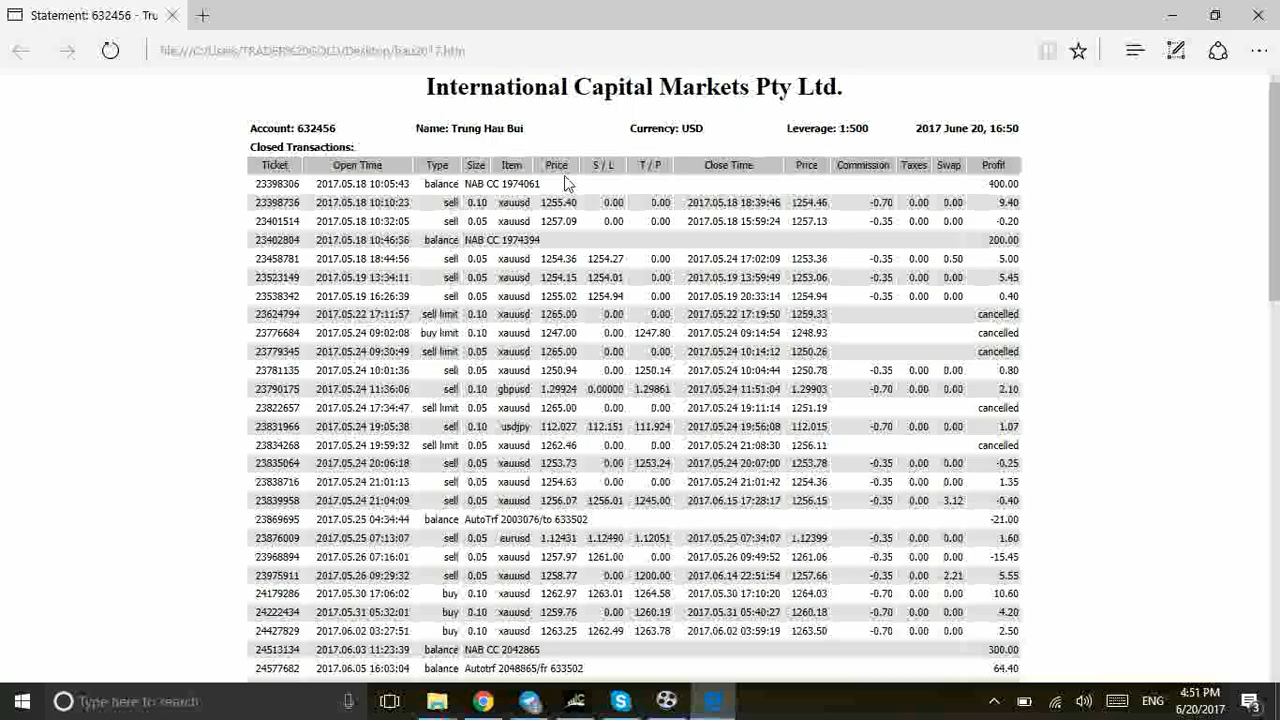 Statement: 632456 - Tru
file:///C:/Users/TRADER%20GOLD/Desktop/hau2017.htm
International Capital Markets Pty Ltd.
Account: 632456 Name: Trung Hau Bui Currency: USD Leverage: 1:500 2017 June 20, 16:50
Closed Transactions:
Ticket Open Time Type Size Item Price S / L T / P Close Time Price Commission Taxes Swap Profit
23398306 2017.05.18 10:05:43 balance NAB CC 1974061 400.00
23398736 2017.05.18 10:10:23 sell 0.10 xauusd 1255.40 0.00 0.00 2017.05.18 18:39:46 1254.46 -0.70 0.00 0.00 9.40
23401514 2017.05.18 10:32:05 sell 0.05 xauusd 1257.09 0.00 0.00 2017.05.18 15:59:24 1257.13 -0.35 0.00 0.00 -0.20
23402804 2017.05.18 10:46:36 balance NAB CC 1974394 200.00
23458781 2017.05.18 18:44:56 sell 0.05 xauusd 1254.36 1254.27 0.00 2017.05.24 17:02:09 1253.36 -0.35 0.00 0.50 5.00
23523149 2017.05.19 13:34:11 sell 0.05 xauusd 1254.15 1254.01 0.00 2017.05.19 13:59:49 1253.06 -0.35 0.00 0.00 5.45
23538342 2017.05.19 16:26:39 sell 0.05 xauusd 1255.02 1254.94 0.00 2017.05.19 20:33:14 1254.94 -0.35 0.00 0.00 0.40
23624794 2017.05.22 17:11:57 sell limit 0.10 xauusd 1265.00 0.00 0.00 2017.05.22 17:19:50 1259.33 cancelled
23776684 2017.05.24 09:02:08 buy limit 0.10 xauusd 1247.00 0.00 1247.80 2017.05.24 09:14:54 1248.93 cancelled
23779345 2017.05.24 09:30:49 sell limit 0.05 xauusd 1265.00 0.00 0.00 2017.05.24 10:14:12 1250.26 cancelled
23781135 2017.05.24 10:01:36 sell 0.05 xauusd 1250.94 0.00 1250.14 2017.05.24 10:04:44 1250.78 -0.35 0.00 0.00 0.80
23790175 2017.05.24 11:36:06 sell 0.10 gbpusd 1.29924 0.00000 1.29861 2017.05.24 11:51:04 1.29903 -0.70 0.00 0.00 2.10
23822657 2017.05.24 17:34:47 sell limit 0.05 xauusd 1265.00 0.00 0.00 2017.05.24 19:11:14 1251.19 cancelled
23831966 2017.05.24 19:05:38 sell 0.10 usdjpy 112.027 112.151 111.924 2017.05.24 19:56:08 112.015 -0.70 0.00 0.00 1.07
23834268 2017.05.24 19:59:32 sell limit 0.05 xauusd 1262.46 0.00 0.00 2017.05.24 21:08:30 1256.11 cancelled
23835064 2017.05.24 20:06:18 sell 0.05 xauusd 1253.73 0.00 1253.24 2017.05.24 20:07:00 1253.78 -0.35 0.00 0.00 -0.25
23838716 2017.05.24 21:01:13 sell 0.05 xauusd 1254.63 0.00 0.00 2017.05.24 21:01:42 1254.36 -0.35 0.00 0.00 1.35
23839958 2017.05.24 21:04:09 sell 0.05 xauusd 1256.07 1256.01 1245.00 2017.06.15 17:28:17 1256.15 -0.35 0.00 3.12 -0.40
23869695 2017.05.25 04:34:44 balance AutoTrf 2003076/to 633502 -21.00
23876009 2017.05.25 07:13:07 sell 0.05 eurusd 1.12431 1.12490 1.12051 2017.05.25 07:34:07 1.12399 -0.35 0.00 0.00 1.60
23968894 2017.05.26 07:16:01 sell 0.05 xauusd 1257.97 1261.00 0.00 2017.05.26 09:49:52 1261.06 -0.35 0.00 0.00 -15.45
23975911 2017.05.26 09:29:32 sell 0.05 xauusd 1258.77 0.00 1200.00 2017.06.14 22:51:54 1257.66 -0.35 0.00 2.21 5.55
24179286 2017.05.30 17:06:02 buy 0.10 xauusd 1262.97 1263.01 1264.58 2017.05.30 17:10:20 1264.03 -0.70 0.00 0.00 10.60
24222434 2017.05.31 05:32:01 buy 0.10 xauusd 1259.76 0.00 1260.19 2017.05.31 05:40:27 1260.18 -0.70 0.00 0.00 4.20
24427829 2017.06.02 03:27:51 buy 0.10 xauusd 1263.25 1262.49 1263.78 2017.06.02 03:59:19 1263.50 -0.70 0.00 0.00 2.50
24513134 2017.06.03 11:23:39 balance NAB CC 2042865 300.00
24577682 2017.06.05 16:03:04 balance Autotrf 2048865/fr 633502 64.40
Type here to search
ENG
4:51 PM
6/20/2017
3